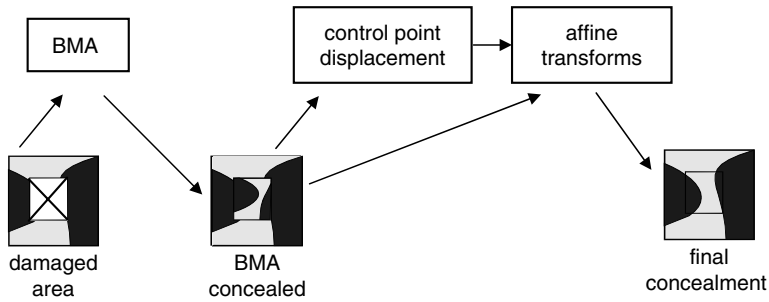 BMA
control point
displacement
affine
transforms
damaged
area
BMA
concealed
final
concealment